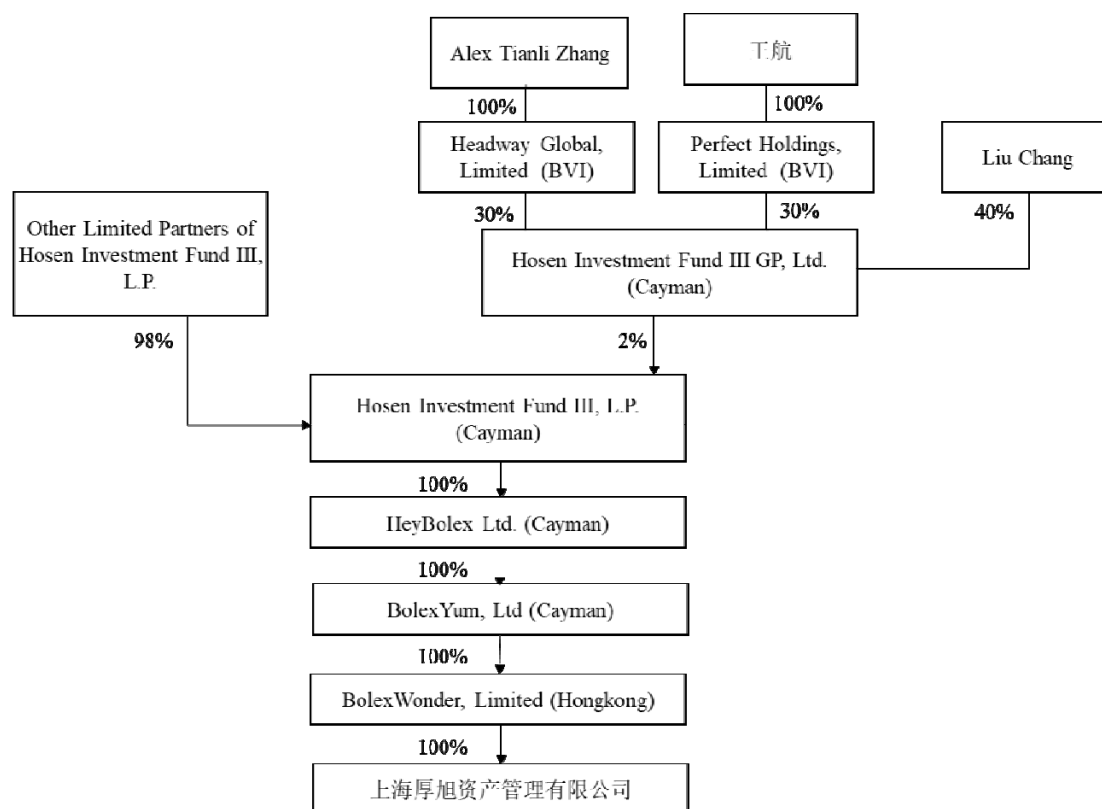 Alex Tianli Zhang
王航
100%
100%
Headway Global,
Limited (BVI)
Perfect Holdings,
Limited (BVI)
Liu Chang
30%
30%
40%
Other Limited Partners of
Hosen Investment Fund III,
L.P.
Hosen Investment Fund III GP, Ltd.
(Cayman)
98%
2%
Hosen Investment Fund III, L.P.
(Cayman)
100%
HeyBolex Ltd. (Cayman)
100%
BolexYum, Ltd (Cayman)
100%
BolexWonder, Limited (Hongkong)
100%
上海厚旭资产管理有限公司